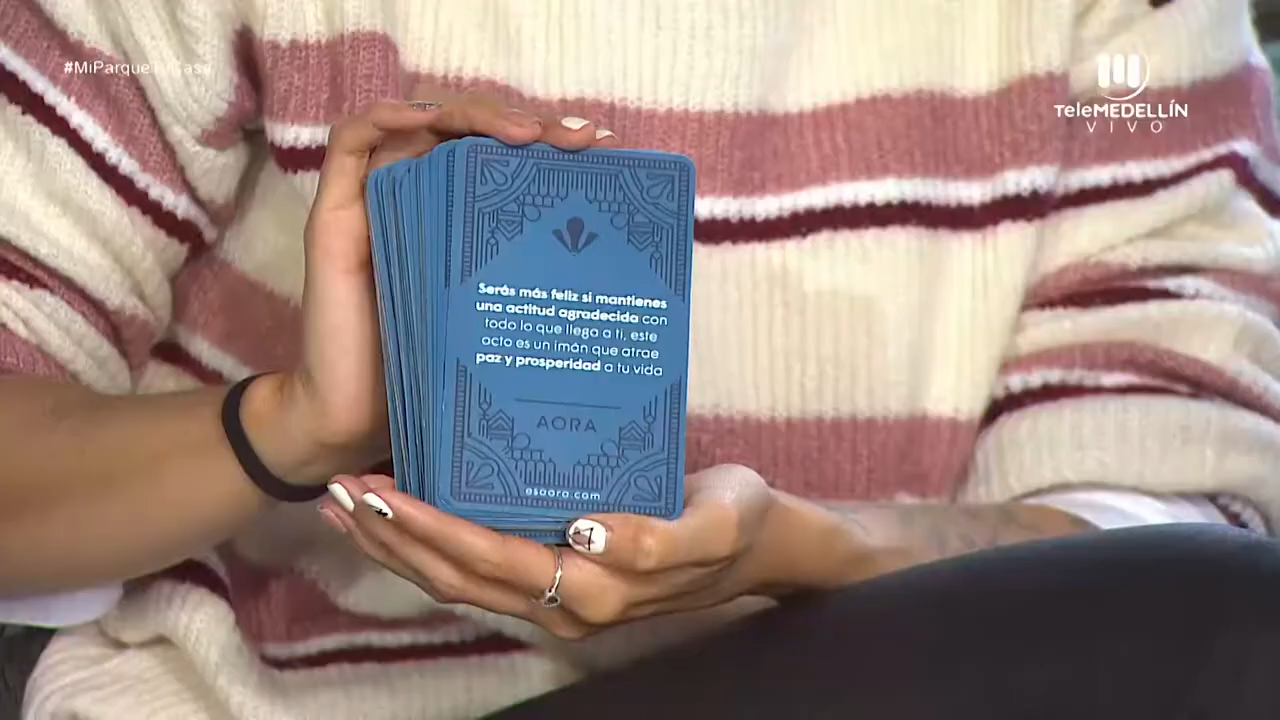 #MiParqueTuCasa
TeleMEDELLÍN
VIVO
Serás más feliz si mantienes
una actitud agradecida con
todo lo que llega a ti, este
acto es un imán que atrae
paz y prosperidad a tu vida
AORA
esaora.com